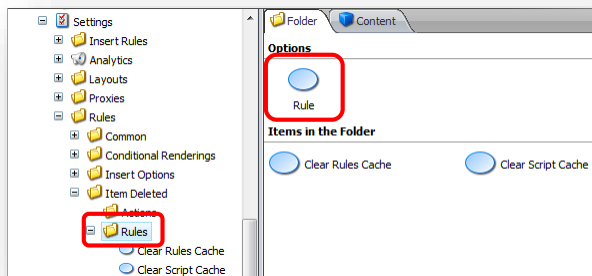 Settings
Insert Rules
Analytics
Layouts
Proxies
Rules
Common
Conditional Renderings
Insert Options
Item Deleted
Actions
Rules
Clear Rules Cache
Clear Script Cache
Folder Content
Options
Rule
Items in the Folder
Clear Rules Cache Clear Script Cache